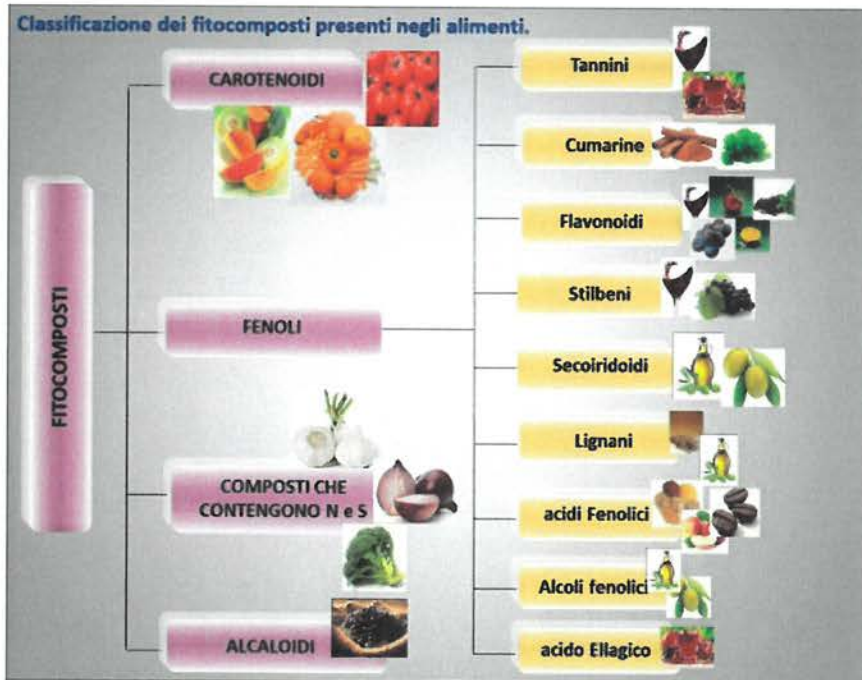 Classificazione dei fitocomposti presenti negli alimenti.
FITOCOMPOSTI
CAROTENOIDI
FENOLI
COMPOSTI CHE
CONTENGONO N e S
ALCALOIDI
Tannini
Cumarine
Flavonoidi
Stilbeni
Secoiridoidi
Lignani
acidi Fenolici
Alcoli fenolici
acido Ellagico